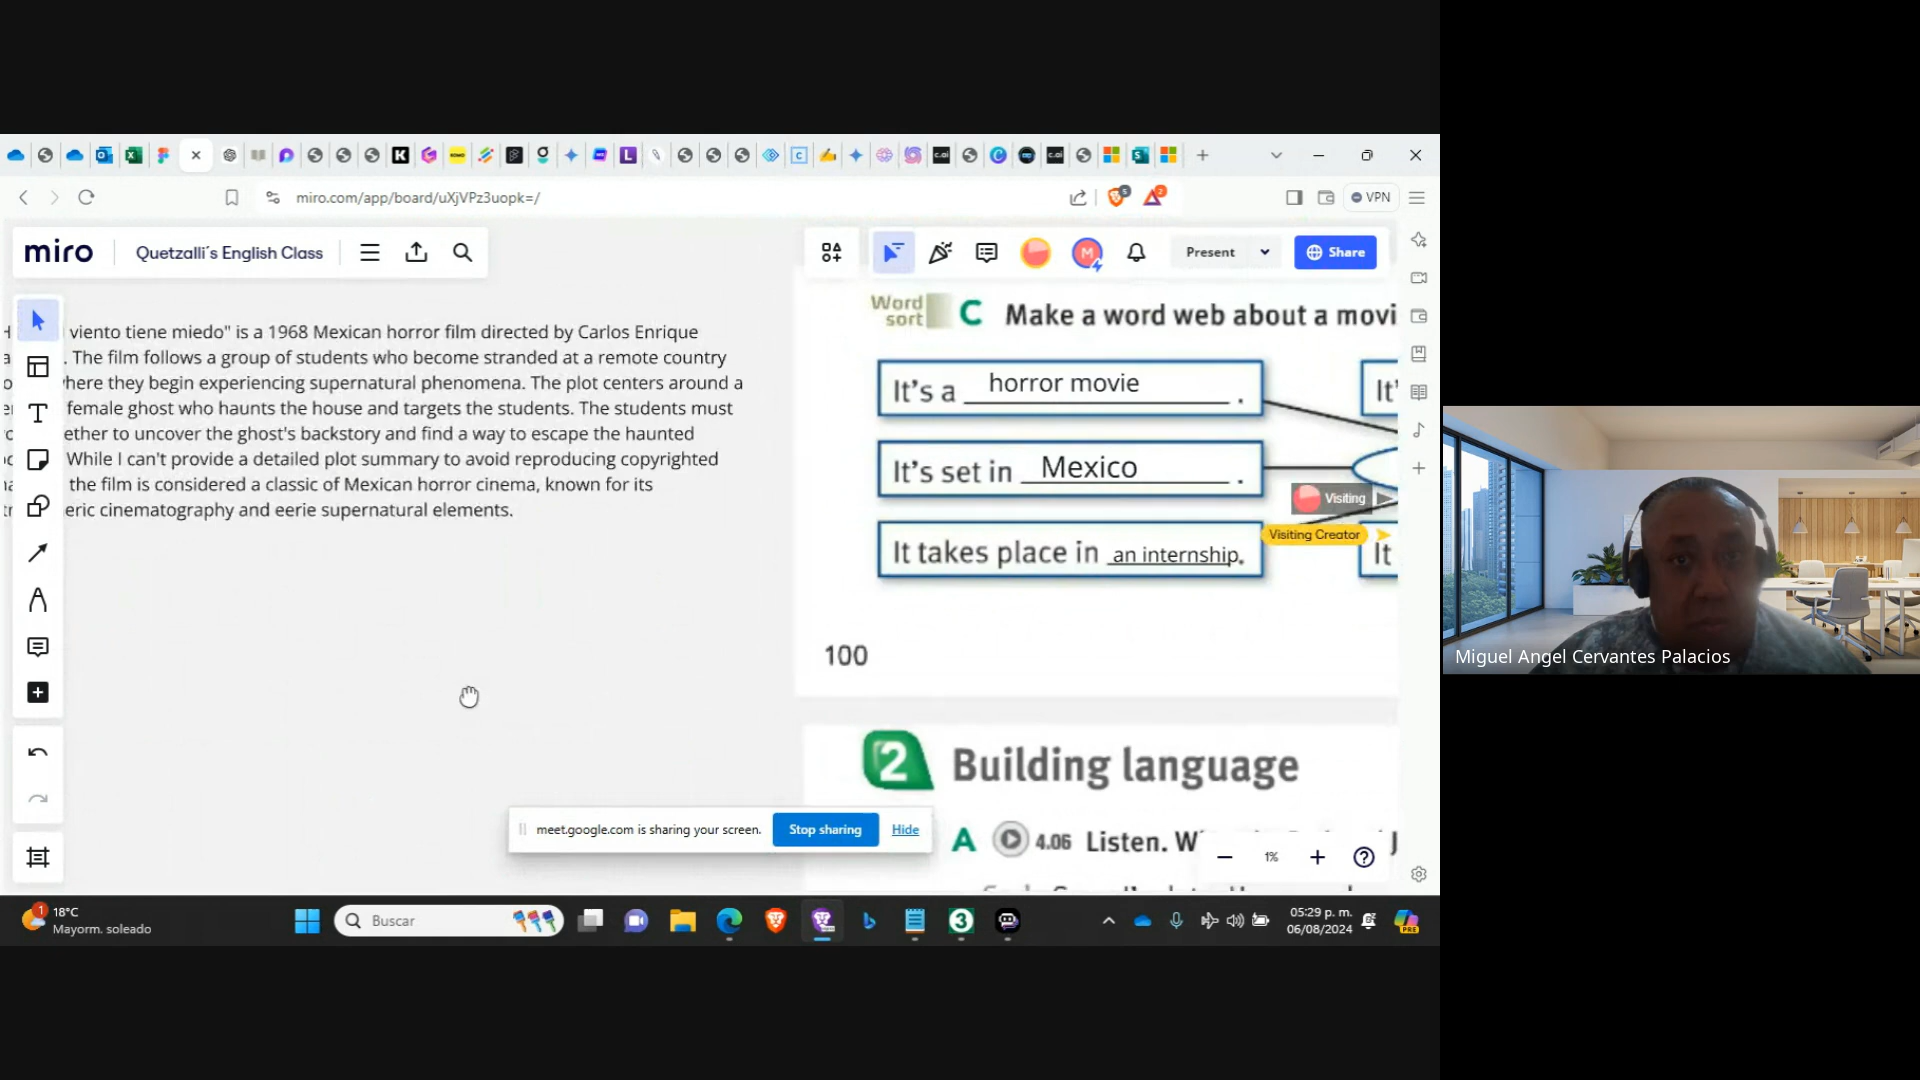 miro.com/app/board/uXjVPz3uopk=/
VPN
miro
Quetzalli´s English Class
Present
Share
viento tiene miedo" is a 1968 Mexican horror film directed by Carlos Enrique
. The film follows a group of students who become stranded at a remote country
here they begin experiencing supernatural phenomena. The plot centers around a
female ghost who haunts the house and targets the students. The students must
ether to uncover the ghost's backstory and find a way to escape the haunted
While I can't provide a detailed plot summary to avoid reproducing copyrighted
the film is considered a classic of Mexican horror cinema, known for its
eric cinematography and eerie supernatural elements.
Word sort C Make a word web about a movi
It's a horror movie .
It'
It's set in Mexico .
Visiting
Visiting Creator
It takes place in an internship.
It
100
2 Building language
A 4.06 Listen. W
meet.google.com is sharing your screen.
Stop sharing
Hide
1%
Miguel Angel Cervantes Palacios
18°C
Mayorm. soleado
Buscar
05:29 p. m.
06/08/2024